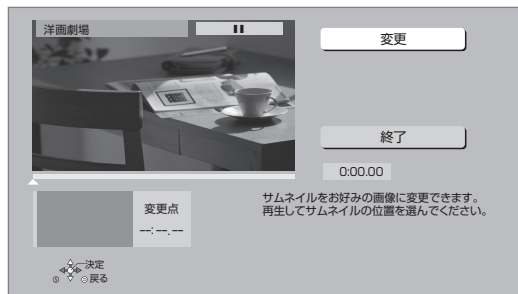 洋画劇場
変更
終了
0:00.00
変更点
--:--.--
サムネイルをお好みの画像に変更できます。
再生してサムネイルの位置を選んでください。
決定
戻る